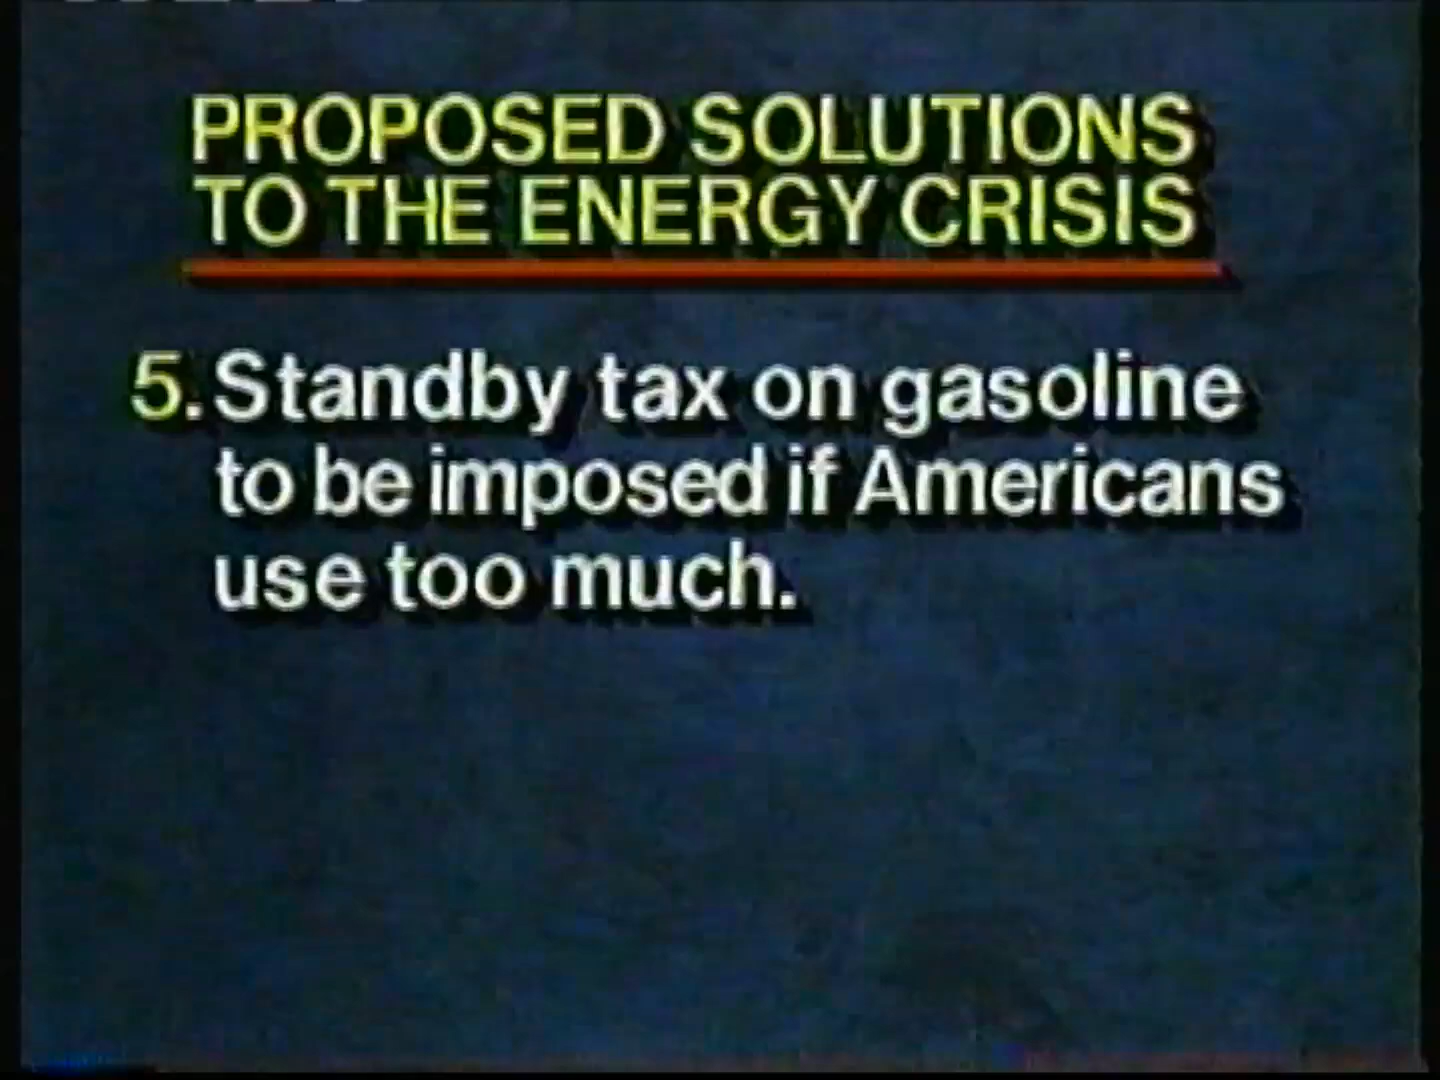 PROPOSED SOLUTIONS
TO THE ENERGY CRISIS
5. Standby tax on gasoline
to be imposed if Americans
use too much.